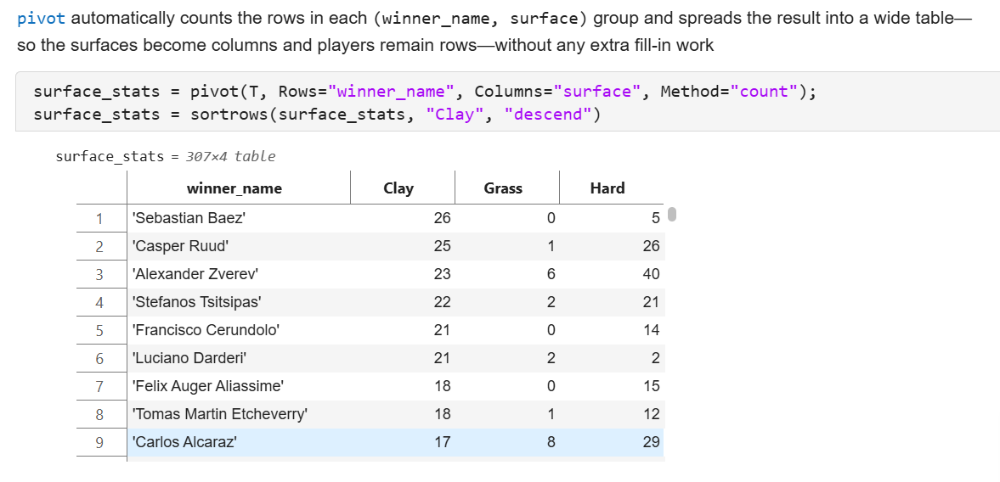 pivot automatically counts the rows in each (winner_name, surface) group and spreads the result into a wide table—
so the surfaces become columns and players remain rows—without any extra fill-in work
surface_stats = pivot(T, Rows="winner_name", Columns="surface", Method="count");
surface_stats = sortrows(surface_stats, "Clay", "descend")
surface_stats = 307×4 table
winner_name Clay Grass Hard
1 'Sebastian Baez' 26 0 5
2 'Casper Ruud' 25 1 26
3 'Alexander Zverev' 23 6 40
4 'Stefanos Tsitsipas' 22 2 21
5 'Francisco Cerundolo' 21 0 14
6 'Luciano Darderi' 21 2 2
7 'Felix Auger Aliassime' 18 0 15
8 'Tomas Martin Etcheverry' 18 1 12
9 'Carlos Alcaraz' 17 8 29